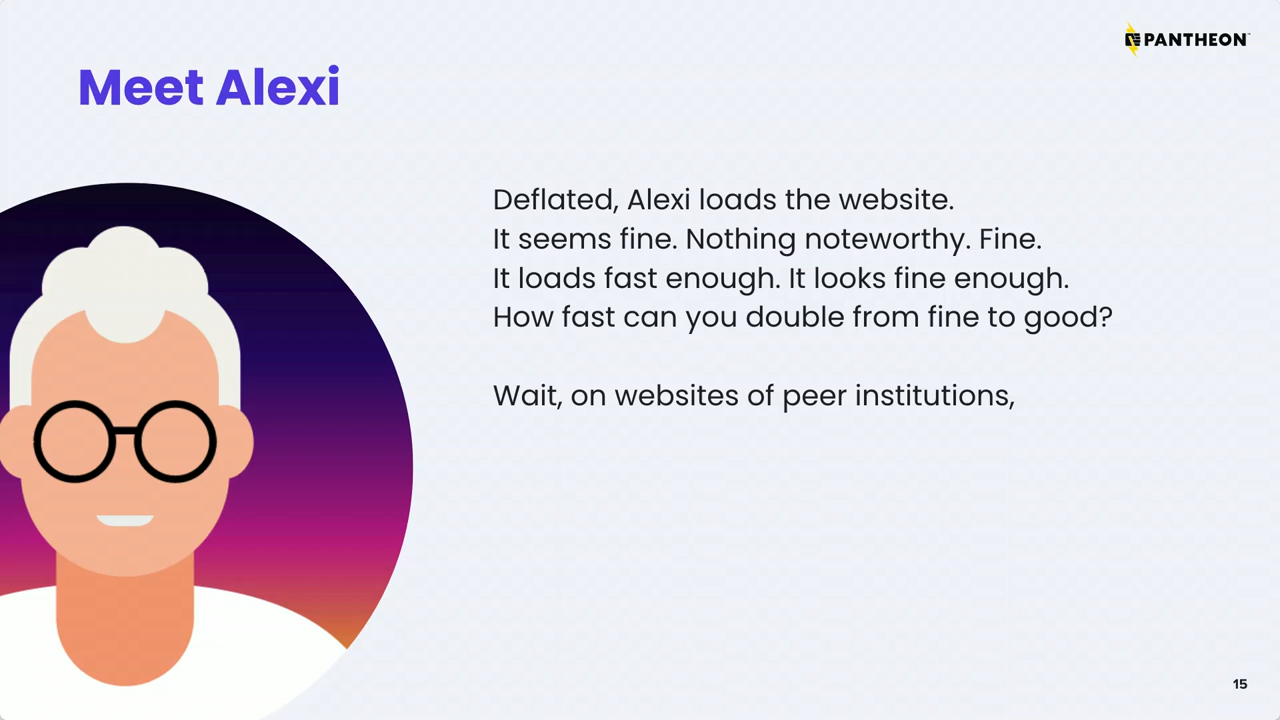 PANTHEON
Meet Alexi
Deflated, Alexi loads the website.
It seems fine. Nothing noteworthy. Fine.
It loads fast enough. It looks fine enough.
How fast can you double from fine to good?
Wait, on websites of peer institutions,
15